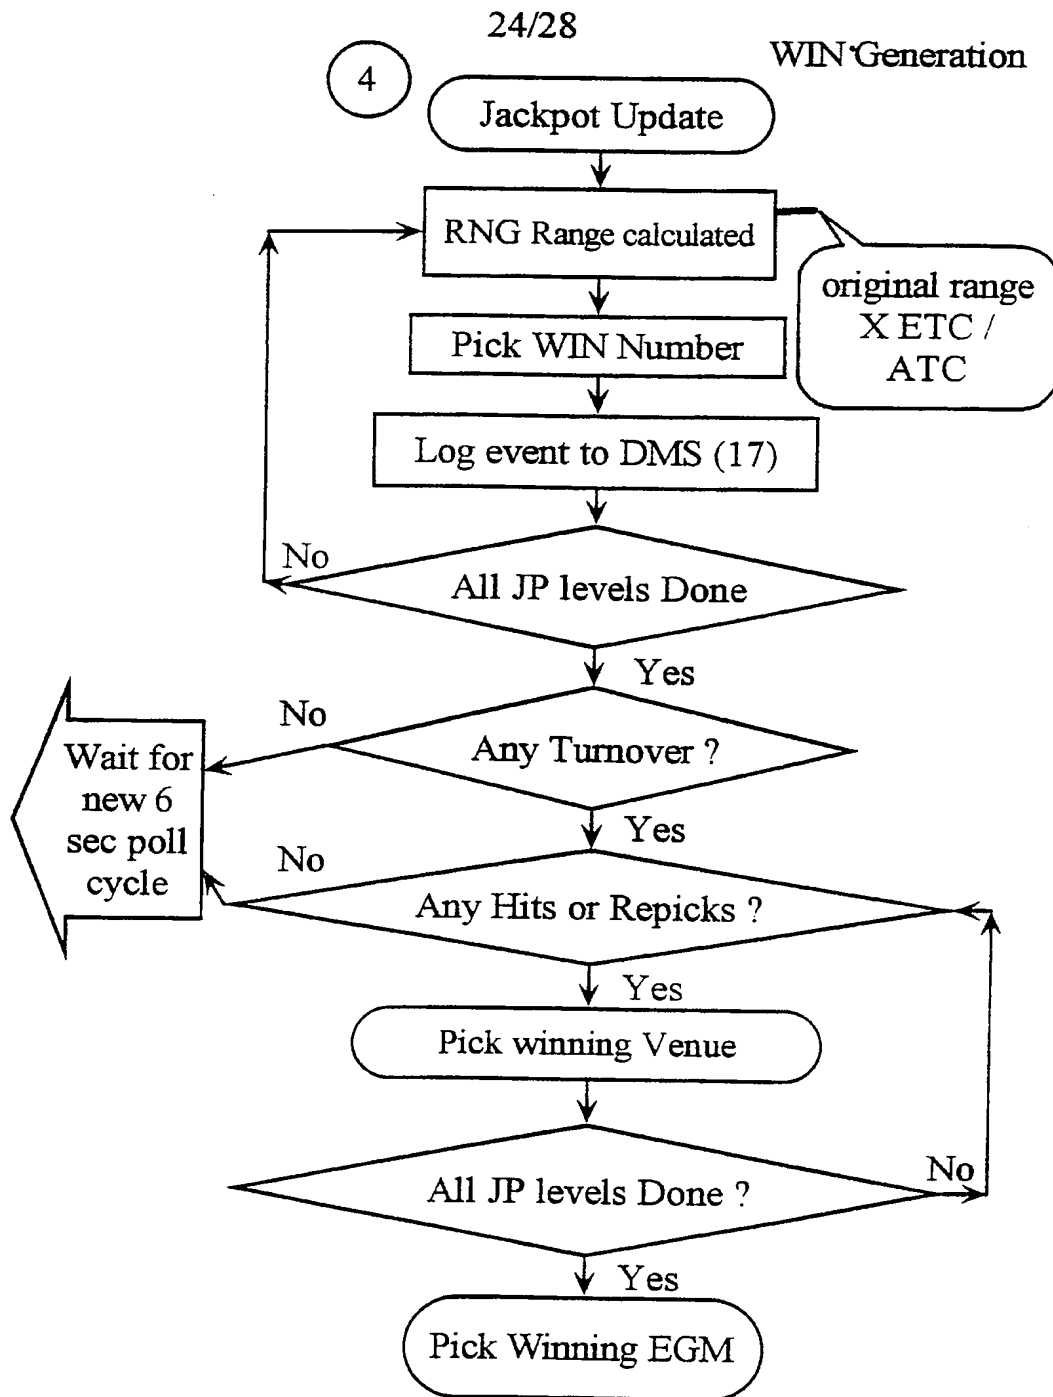 24/28
WIN Generation
4
Jackpot Update
RNG Range calculated
original range
X ETC /
ATC
Pick WIN Number
Log event to DMS (17)
No
All JP levels Done
Yes
No
Any Turnover ?
Wait for
new 6
sec poll
cycle
Yes
No
Any Hits or Repicks ?
Yes
Pick winning Venue
No
All JP levels Done ?
Yes
Pick Winning EGM